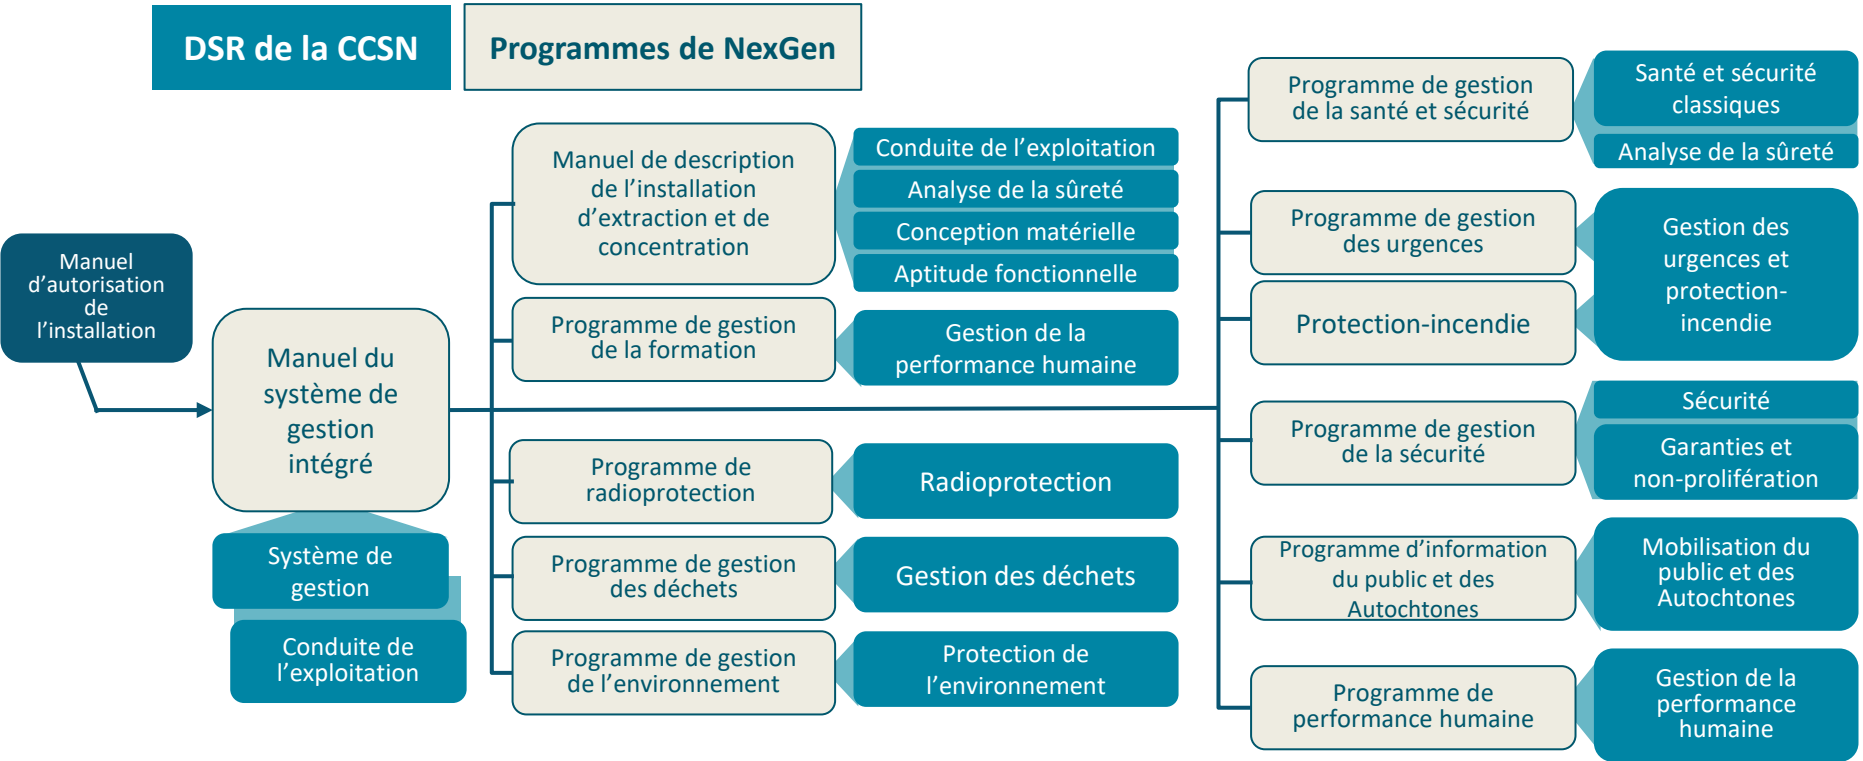 DSR de la CCSN
Programmes de NexGen
Manuel
d’autorisation
de
l’installation
Manuel du
système de
gestion
intégré
Système de
gestion
Conduite de
l’exploitation
Manuel de description
de l’installation
d’extraction et de
concentration
Conduite de l’exploitation
Analyse de la sûreté
Conception matérielle
Aptitude fonctionnelle
Programme de gestion
de la formation
Gestion de la
performance humaine
Programme de
radioprotection
Radioprotection
Programme de gestion
des déchets
Gestion des déchets
Programme de gestion
de l’environnement
Protection de
l’environnement
Programme de gestion
de la santé et sécurité
Santé et sécurité
classiques
Analyse de la sûreté
Programme de gestion
des urgences
Protection-incendie
Gestion des
urgences et
protection-
incendie
Programme de gestion
de la sécurité
Sécurité
Garanties et
non-prolifération
Programme d’information
du public et des
Autochtones
Mobilisation du
public et des
Autochtones
Programme de
performance humaine
Gestion de la
performance
humaine